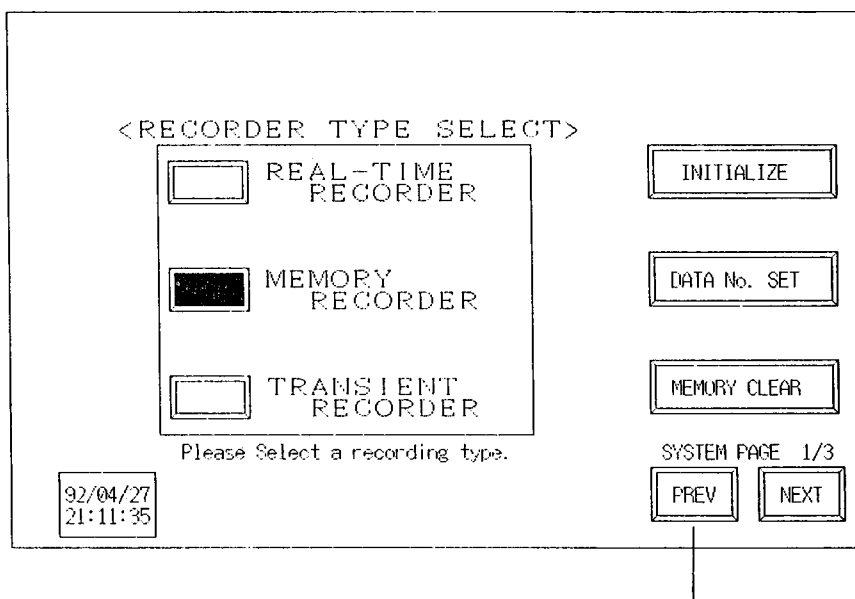 <RECORDER TYPE SELECT>
REAL-TIME
RECORDER
MEMORY
RECORDER
TRANSIENT
RECORDER
Please Select a recording type.
INITIALIZE
DATA No. SET
MEMORY CLEAR
SYSTEM PAGE 1/3
PREV
NEXT
92/04/27
21:11:35